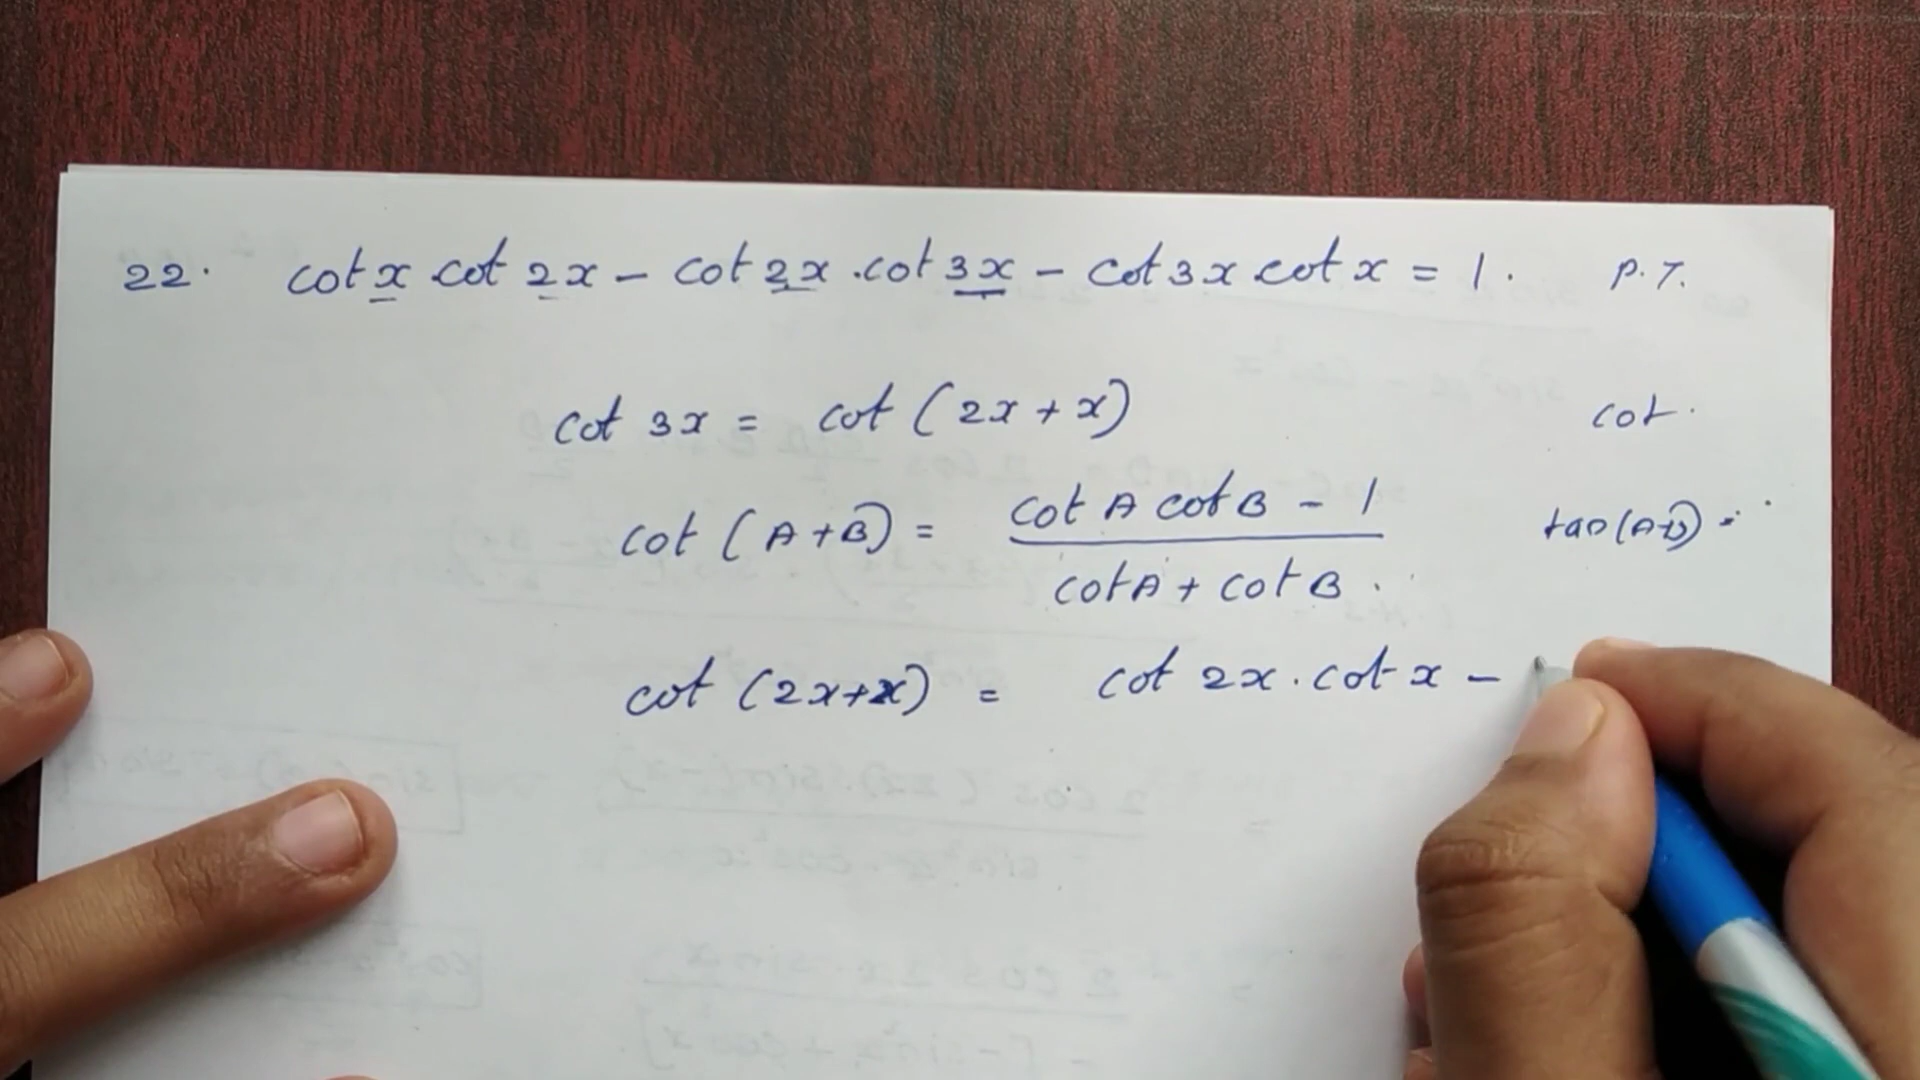 22. cot x cot 2x - cot 2x . cot 3x - cot 3x cot x = 1. P.T.
cot 3x = cot (2x + x) cot.
cot (A+B) = cot A cot B - 1 tan(A+B) =
cot A + cot B.
cot (2x+x) = cot 2x . cot x -